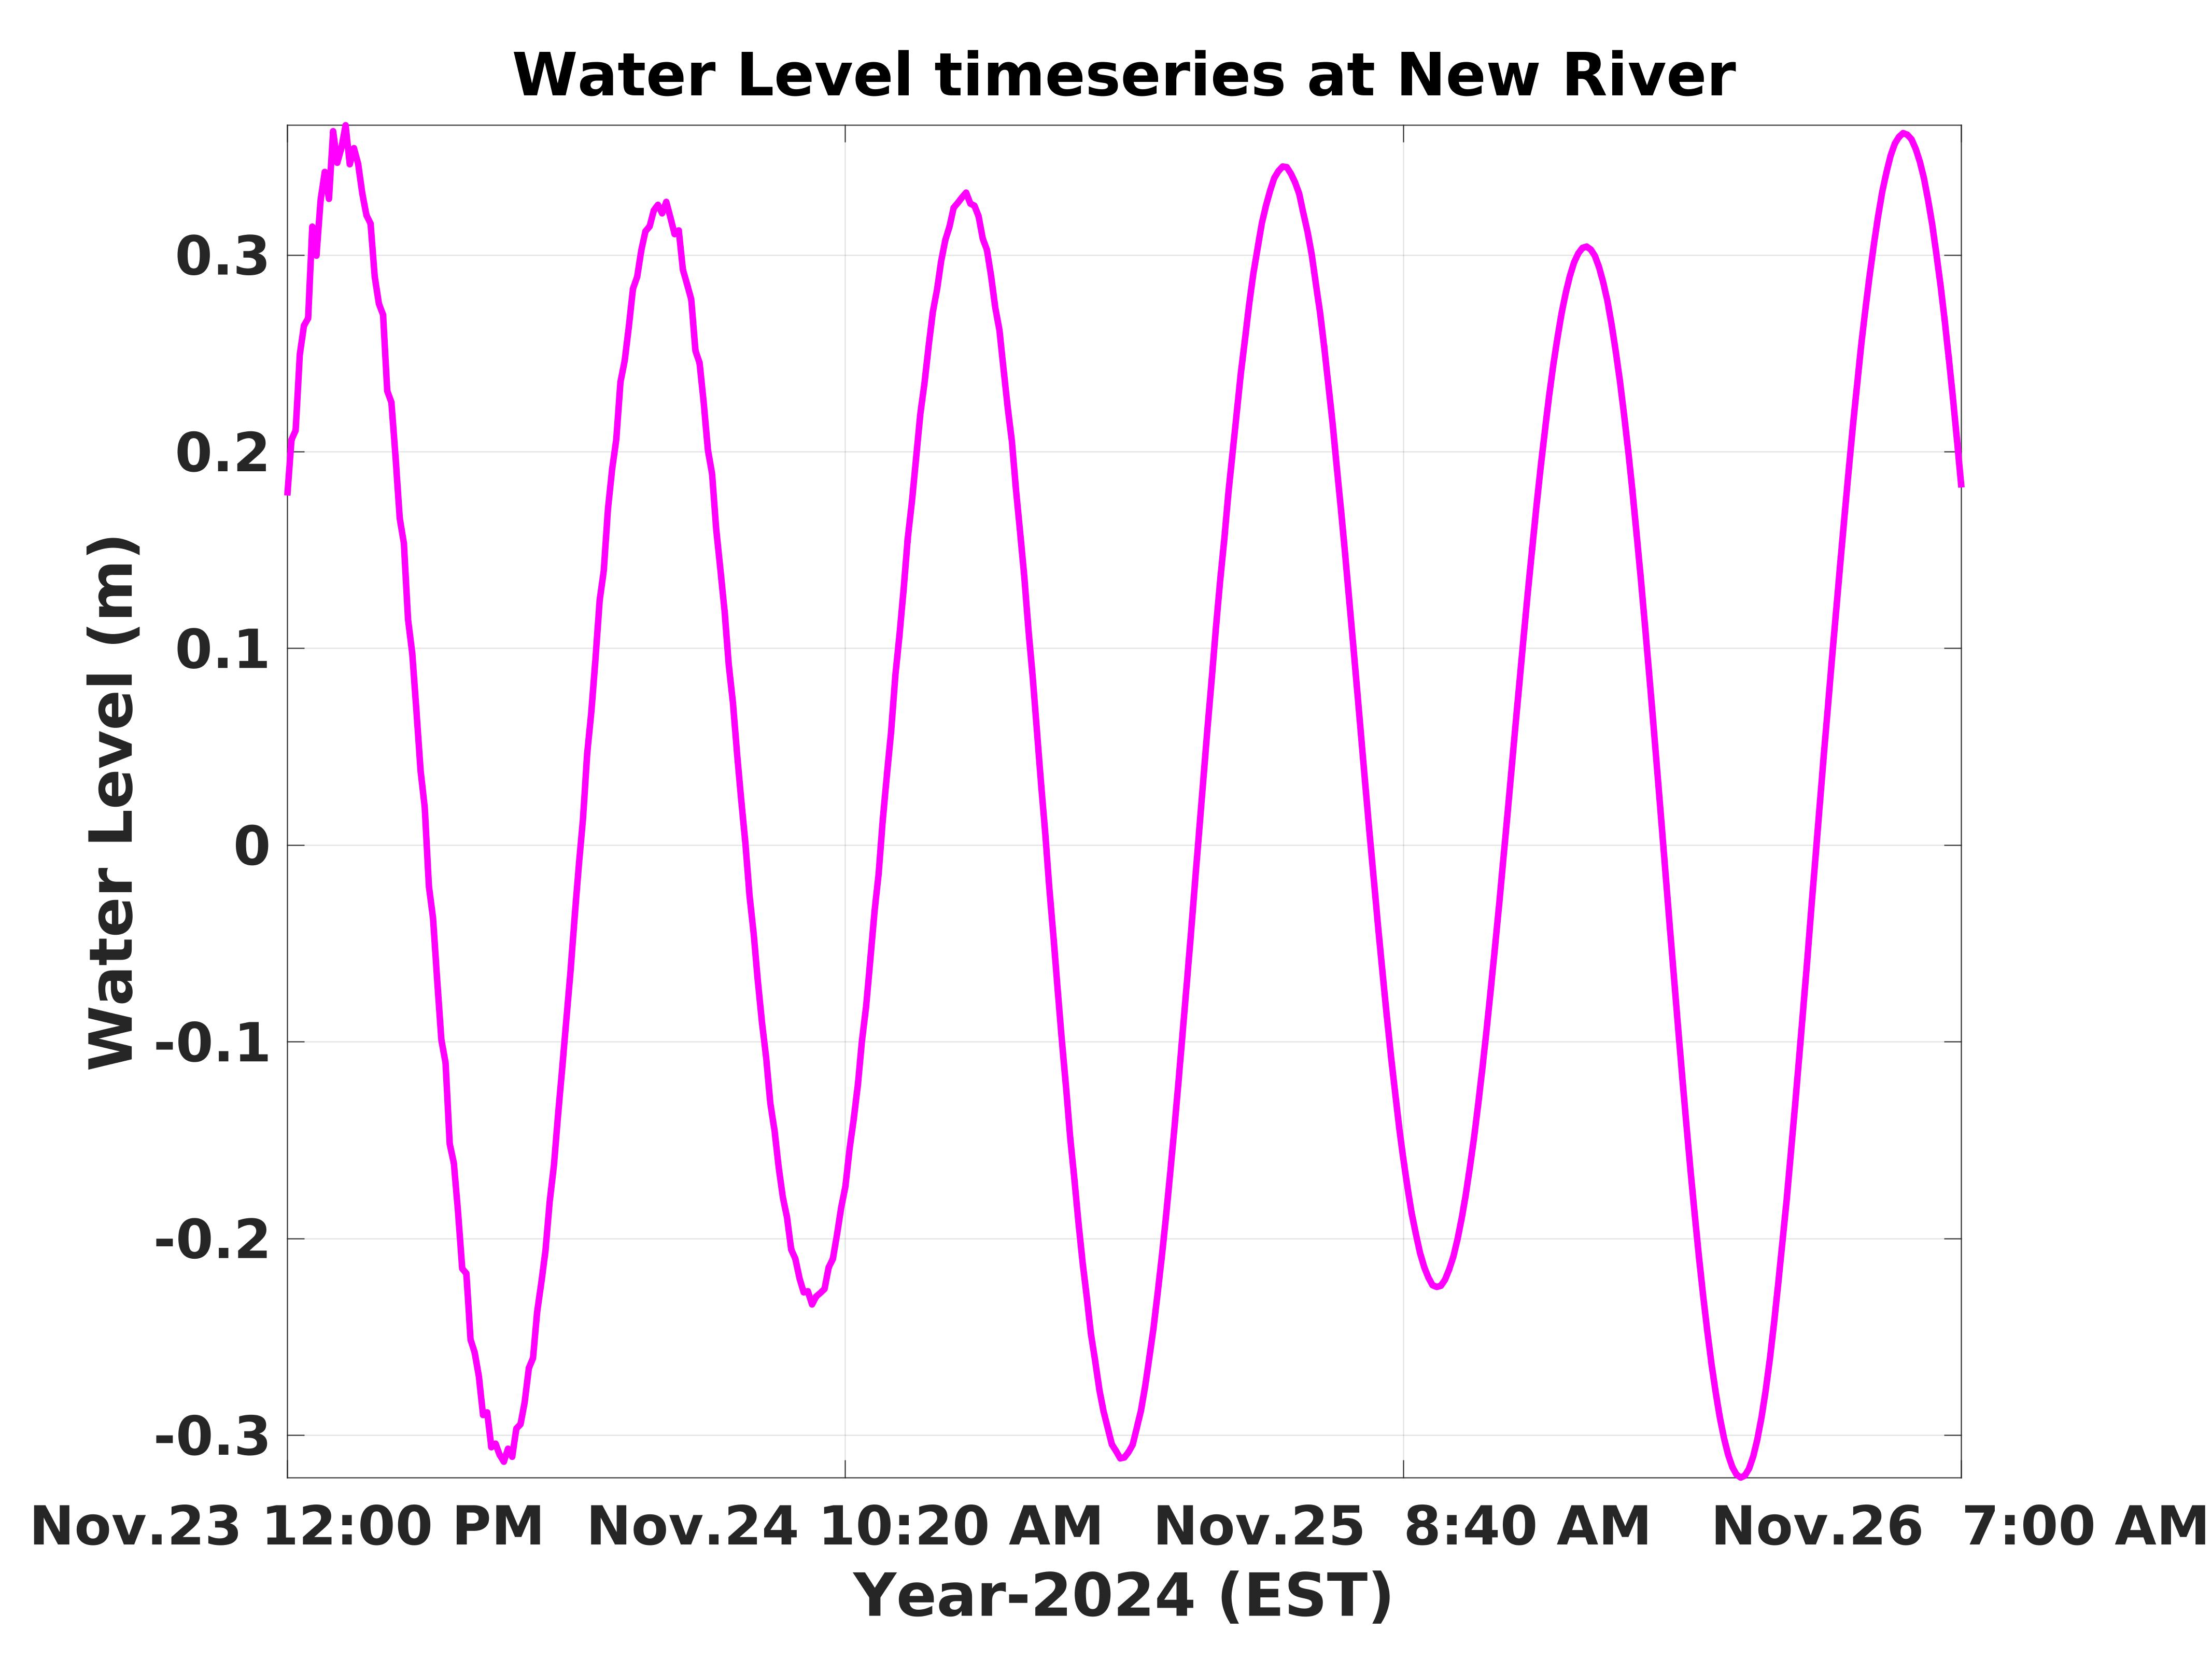 Water Level timeseries at New River
Water Level (m)
0.3
0.2
0.1
0
-0.1
-0.2
-0.3
Nov.23 12:00 PM Nov.24 10:20 AM Nov.25 8:40 AM Nov.26 7:00 AM
Year-2024 (EST)